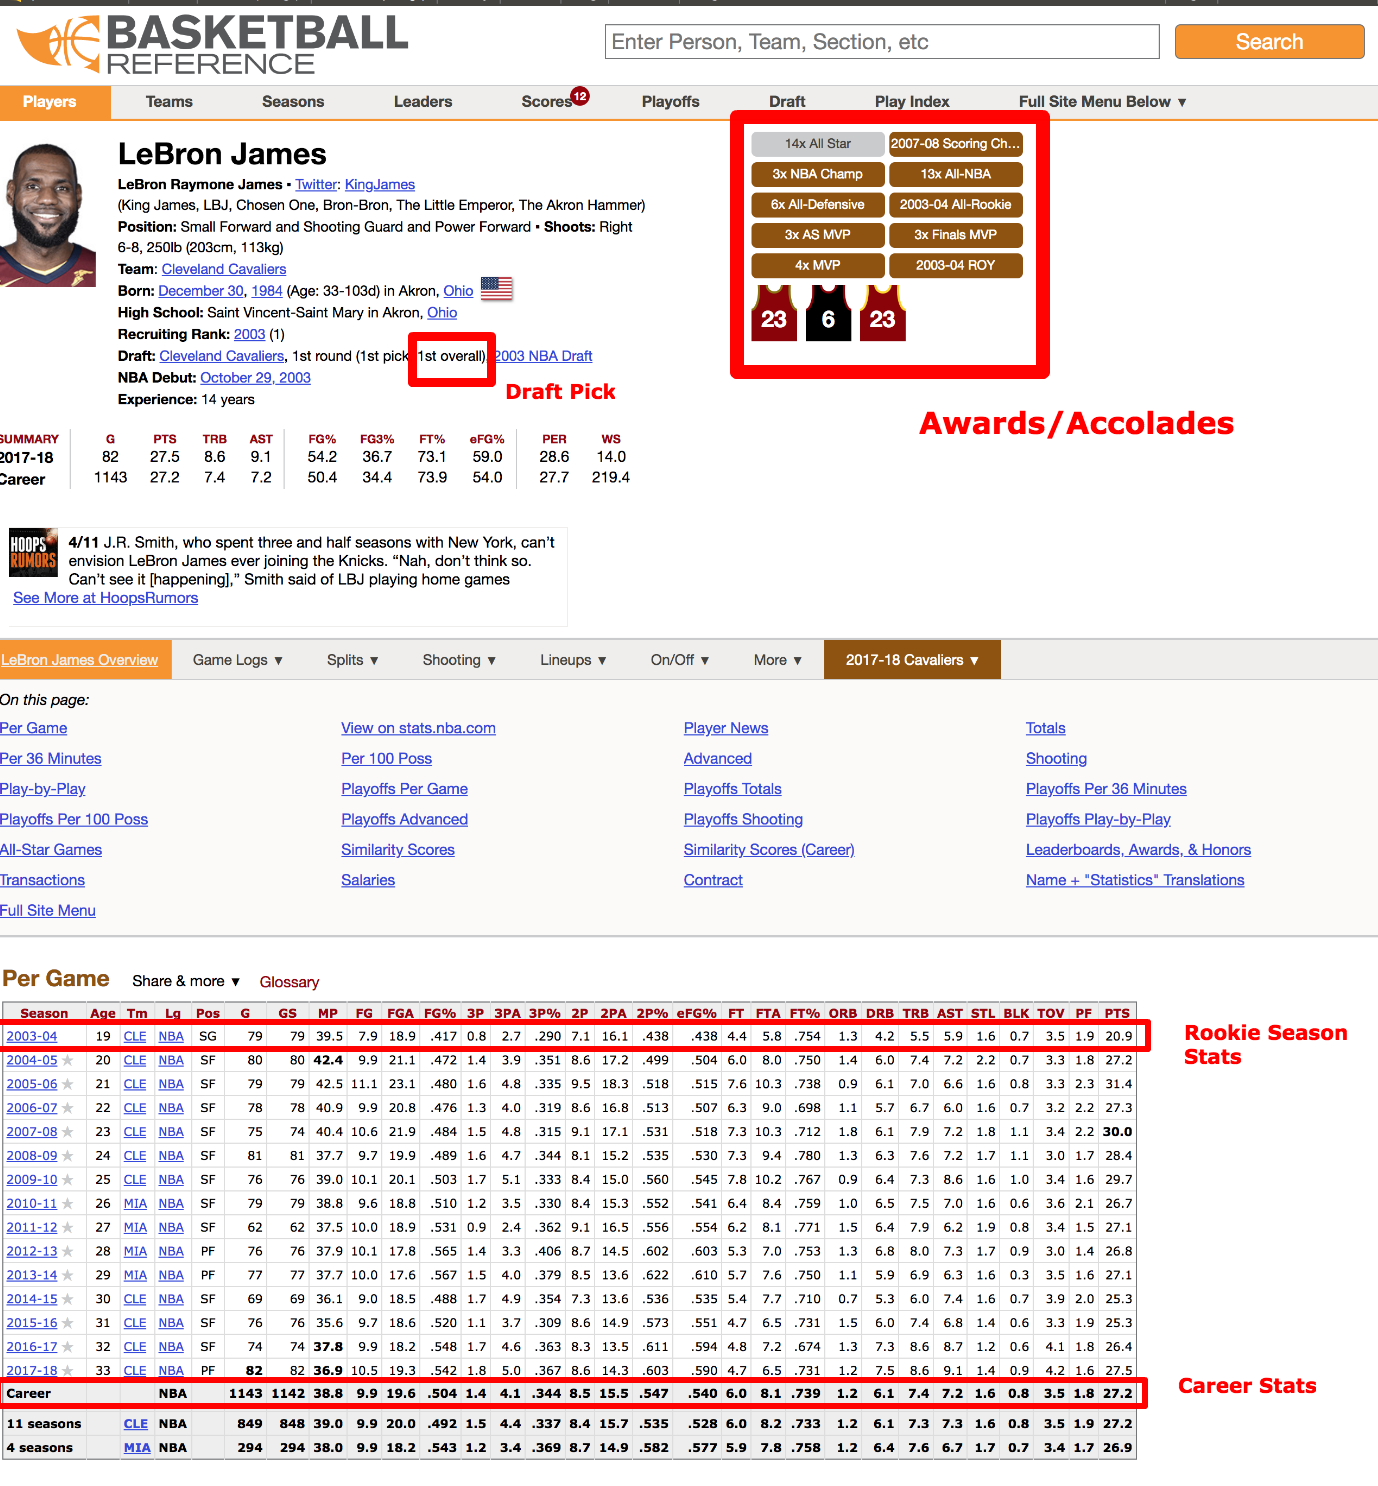 BASKETBALL
REFERENCE
Enter Person, Team, Section, etc
Search
Players Teams Seasons Leaders Scores 12 Playoffs Draft Play Index Full Site Menu Below ▼
LeBron James
LeBron Raymone James ▪ Twitter: KingJames
(King James, LBJ, Chosen One, Bron-Bron, The Little Emperor, The Akron Hammer)
Position: Small Forward and Shooting Guard and Power Forward ▪ Shoots: Right
6-8, 250lb (203cm, 113kg)
Team: Cleveland Cavaliers
Born: December 30, 1984 (Age: 33-103d) in Akron, Ohio
High School: Saint Vincent-Saint Mary in Akron, Ohio
Recruiting Rank: 2003 (1)
Draft: Cleveland Cavaliers, 1st round (1st pick, 1st overall), 2003 NBA Draft
NBA Debut: October 29, 2003
Experience: 14 years
Draft Pick
14x All Star 2007-08 Scoring Ch...
3x NBA Champ 13x All-NBA
6x All-Defensive 2003-04 All-Rookie
3x AS MVP 3x Finals MVP
4x MVP 2003-04 ROY
23 6 23
Awards/Accolades
SUMMARY G PTS TRB AST FG% FG3% FT% eFG% PER WS
2017-18 82 27.5 8.6 9.1 54.2 36.7 73.1 59.0 28.6 14.0
Career 1143 27.2 7.4 7.2 50.4 34.4 73.9 54.0 27.7 219.4
HOOPS
RUMORS
4/11 J.R. Smith, who spent three and half seasons with New York, can't
envision LeBron James ever joining the Knicks. “Nah, don't think so.
Can't see it [happening],” Smith said of LBJ playing home games
See More at HoopsRumors
LeBron James Overview Game Logs ▼ Splits ▼ Shooting ▼ Lineups ▼ On/Off ▼ More ▼ 2017-18 Cavaliers ▼
On this page:
Per Game View on stats.nba.com Player News Totals
Per 36 Minutes Per 100 Poss Advanced Shooting
Play-by-Play Playoffs Per Game Playoffs Totals Playoffs Per 36 Minutes
Playoffs Per 100 Poss Playoffs Advanced Playoffs Shooting Playoffs Play-by-Play
All-Star Games Similarity Scores Similarity Scores (Career) Leaderboards, Awards, & Honors
Transactions Salaries Contract Name + "Statistics" Translations
Full Site Menu
Per Game Share & more ▼ Glossary
Season Age Tm Lg Pos G GS MP FG FGA FG% 3P 3PA 3P% 2P 2PA 2P% eFG% FT FTA FT% ORB DRB TRB AST STL BLK TOV PF PTS
2003-04 19 CLE NBA SG 79 79 39.5 7.9 18.9 .417 0.8 2.7 .290 7.1 16.1 .438 .438 4.4 5.8 .754 1.3 4.2 5.5 5.9 1.6 0.7 3.5 1.9 20.9
Rookie Season
Stats
2004-05 ★ 20 CLE NBA SF 80 80 42.4 9.9 21.1 .472 1.4 3.9 .351 8.6 17.2 .499 .504 6.0 8.0 .750 1.4 6.0 7.4 7.2 2.2 0.7 3.3 1.8 27.2
2005-06 ★ 21 CLE NBA SF 79 79 42.5 11.1 23.1 .480 1.6 4.8 .335 9.5 18.3 .518 .515 7.6 10.3 .738 0.9 6.1 7.0 6.6 1.6 0.8 3.3 2.3 31.4
2006-07 ★ 22 CLE NBA SF 78 78 40.9 9.9 20.8 .476 1.3 4.0 .319 8.6 16.8 .513 .507 6.3 9.0 .698 1.1 5.7 6.7 6.0 1.6 0.7 3.2 2.2 27.3
2007-08 ★ 23 CLE NBA SF 75 74 40.4 10.6 21.9 .484 1.5 4.8 .315 9.1 17.1 .531 .518 7.3 10.3 .712 1.8 6.1 7.9 7.2 1.8 1.1 3.4 2.2 30.0
2008-09 ★ 24 CLE NBA SF 81 81 37.7 9.7 19.9 .489 1.6 4.7 .344 8.1 15.2 .535 .530 7.3 9.4 .780 1.3 6.3 7.6 7.2 1.7 1.1 3.0 1.7 28.4
2009-10 ★ 25 CLE NBA SF 76 76 39.0 10.1 20.1 .503 1.7 5.1 .333 8.4 15.0 .560 .545 7.8 10.2 .767 0.9 6.4 7.3 8.6 1.6 1.0 3.4 1.6 29.7
2010-11 ★ 26 MIA NBA SF 79 79 38.8 9.6 18.8 .510 1.2 3.5 .330 8.4 15.3 .552 .541 6.4 8.4 .759 1.0 6.5 7.5 7.0 1.6 0.6 3.6 2.1 26.7
2011-12 ★ 27 MIA NBA SF 62 62 37.5 10.0 18.9 .531 0.9 2.4 .362 9.1 16.5 .556 .554 6.2 8.1 .771 1.5 6.4 7.9 6.2 1.9 0.8 3.4 1.5 27.1
2012-13 ★ 28 MIA NBA PF 76 76 37.9 10.1 17.8 .565 1.4 3.3 .406 8.7 14.5 .602 .603 5.3 7.0 .753 1.3 6.8 8.0 7.3 1.7 0.9 3.0 1.4 26.8
2013-14 ★ 29 MIA NBA PF 77 77 37.7 10.0 17.6 .567 1.5 4.0 .379 8.5 13.6 .622 .610 5.7 7.6 .750 1.1 5.9 6.9 6.3 1.6 0.3 3.5 1.6 27.1
2014-15 ★ 30 CLE NBA SF 69 69 36.1 9.0 18.5 .488 1.7 4.9 .354 7.3 13.6 .536 .535 5.4 7.7 .710 0.7 5.3 6.0 7.4 1.6 0.7 3.9 2.0 25.3
2015-16 ★ 31 CLE NBA SF 76 76 35.6 9.7 18.6 .520 1.1 3.7 .309 8.6 14.9 .573 .551 4.7 6.5 .731 1.5 6.0 7.4 6.8 1.4 0.6 3.3 1.9 25.3
2016-17 ★ 32 CLE NBA SF 74 74 37.8 9.9 18.2 .548 1.7 4.6 .363 8.3 13.5 .611 .594 4.8 7.2 .674 1.3 7.3 8.6 8.7 1.2 0.6 4.1 1.8 26.4
2017-18 ★ 33 CLE NBA PF 82 82 36.9 10.5 19.3 .542 1.8 5.0 .367 8.6 14.3 .603 .590 4.7 6.5 .731 1.2 7.5 8.6 9.1 1.4 0.9 4.2 1.6 27.5
Career NBA 1143 1142 38.8 9.9 19.6 .504 1.4 4.1 .344 8.5 15.5 .547 .540 6.0 8.1 .739 1.2 6.1 7.4 7.2 1.6 0.8 3.5 1.8 27.2
Career Stats
11 seasons CLE NBA 849 848 39.0 9.9 20.0 .492 1.5 4.4 .337 8.4 15.7 .535 .528 6.0 8.2 .733 1.2 6.1 7.3 7.3 1.6 0.8 3.5 1.9 27.2
4 seasons MIA NBA 294 294 38.0 9.9 18.2 .543 1.2 3.4 .369 8.7 14.9 .582 .577 5.9 7.8 .758 1.2 6.4 7.6 6.7 1.7 0.7 3.4 1.7 26.9